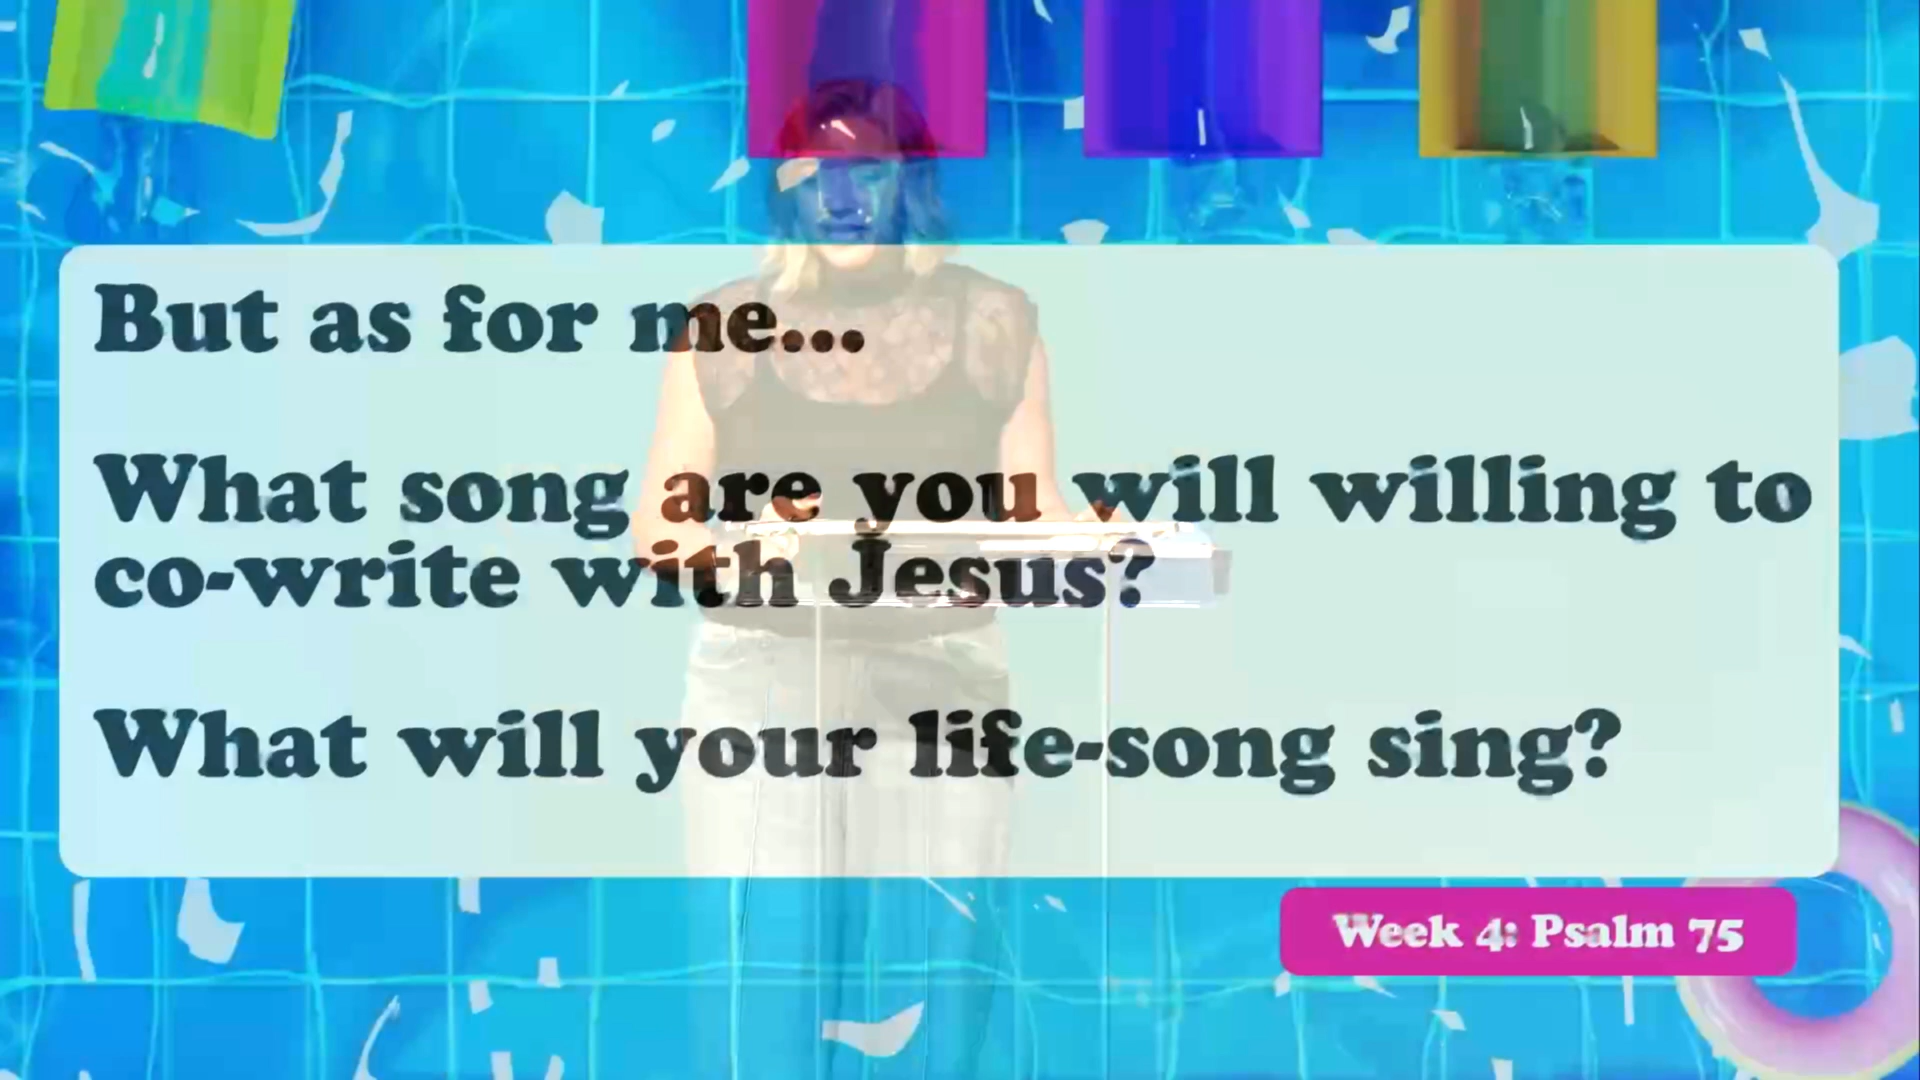 But as for me...
What song are you will willing to
co-write with Jesus?
What will your life-song sing?
Week 4: Psalm 75